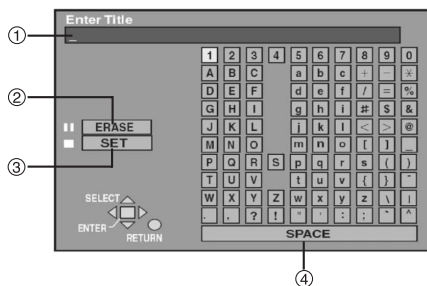 Enter Title
①
_
1 2 3 4 5 6 7 8 9 0
A B C a b c + - *
D E F d e f / = %
G H I g h i # $ &
J K L j k l < > @
M N O m n o [ ] _
P Q R S p q r s ( )
T U V t u v { }
W X Y Z w x y z \ |
. , ? ! " ' : ;
SPACE
②
ERASE
SET
③
SELECT
ENTER
RETURN
④